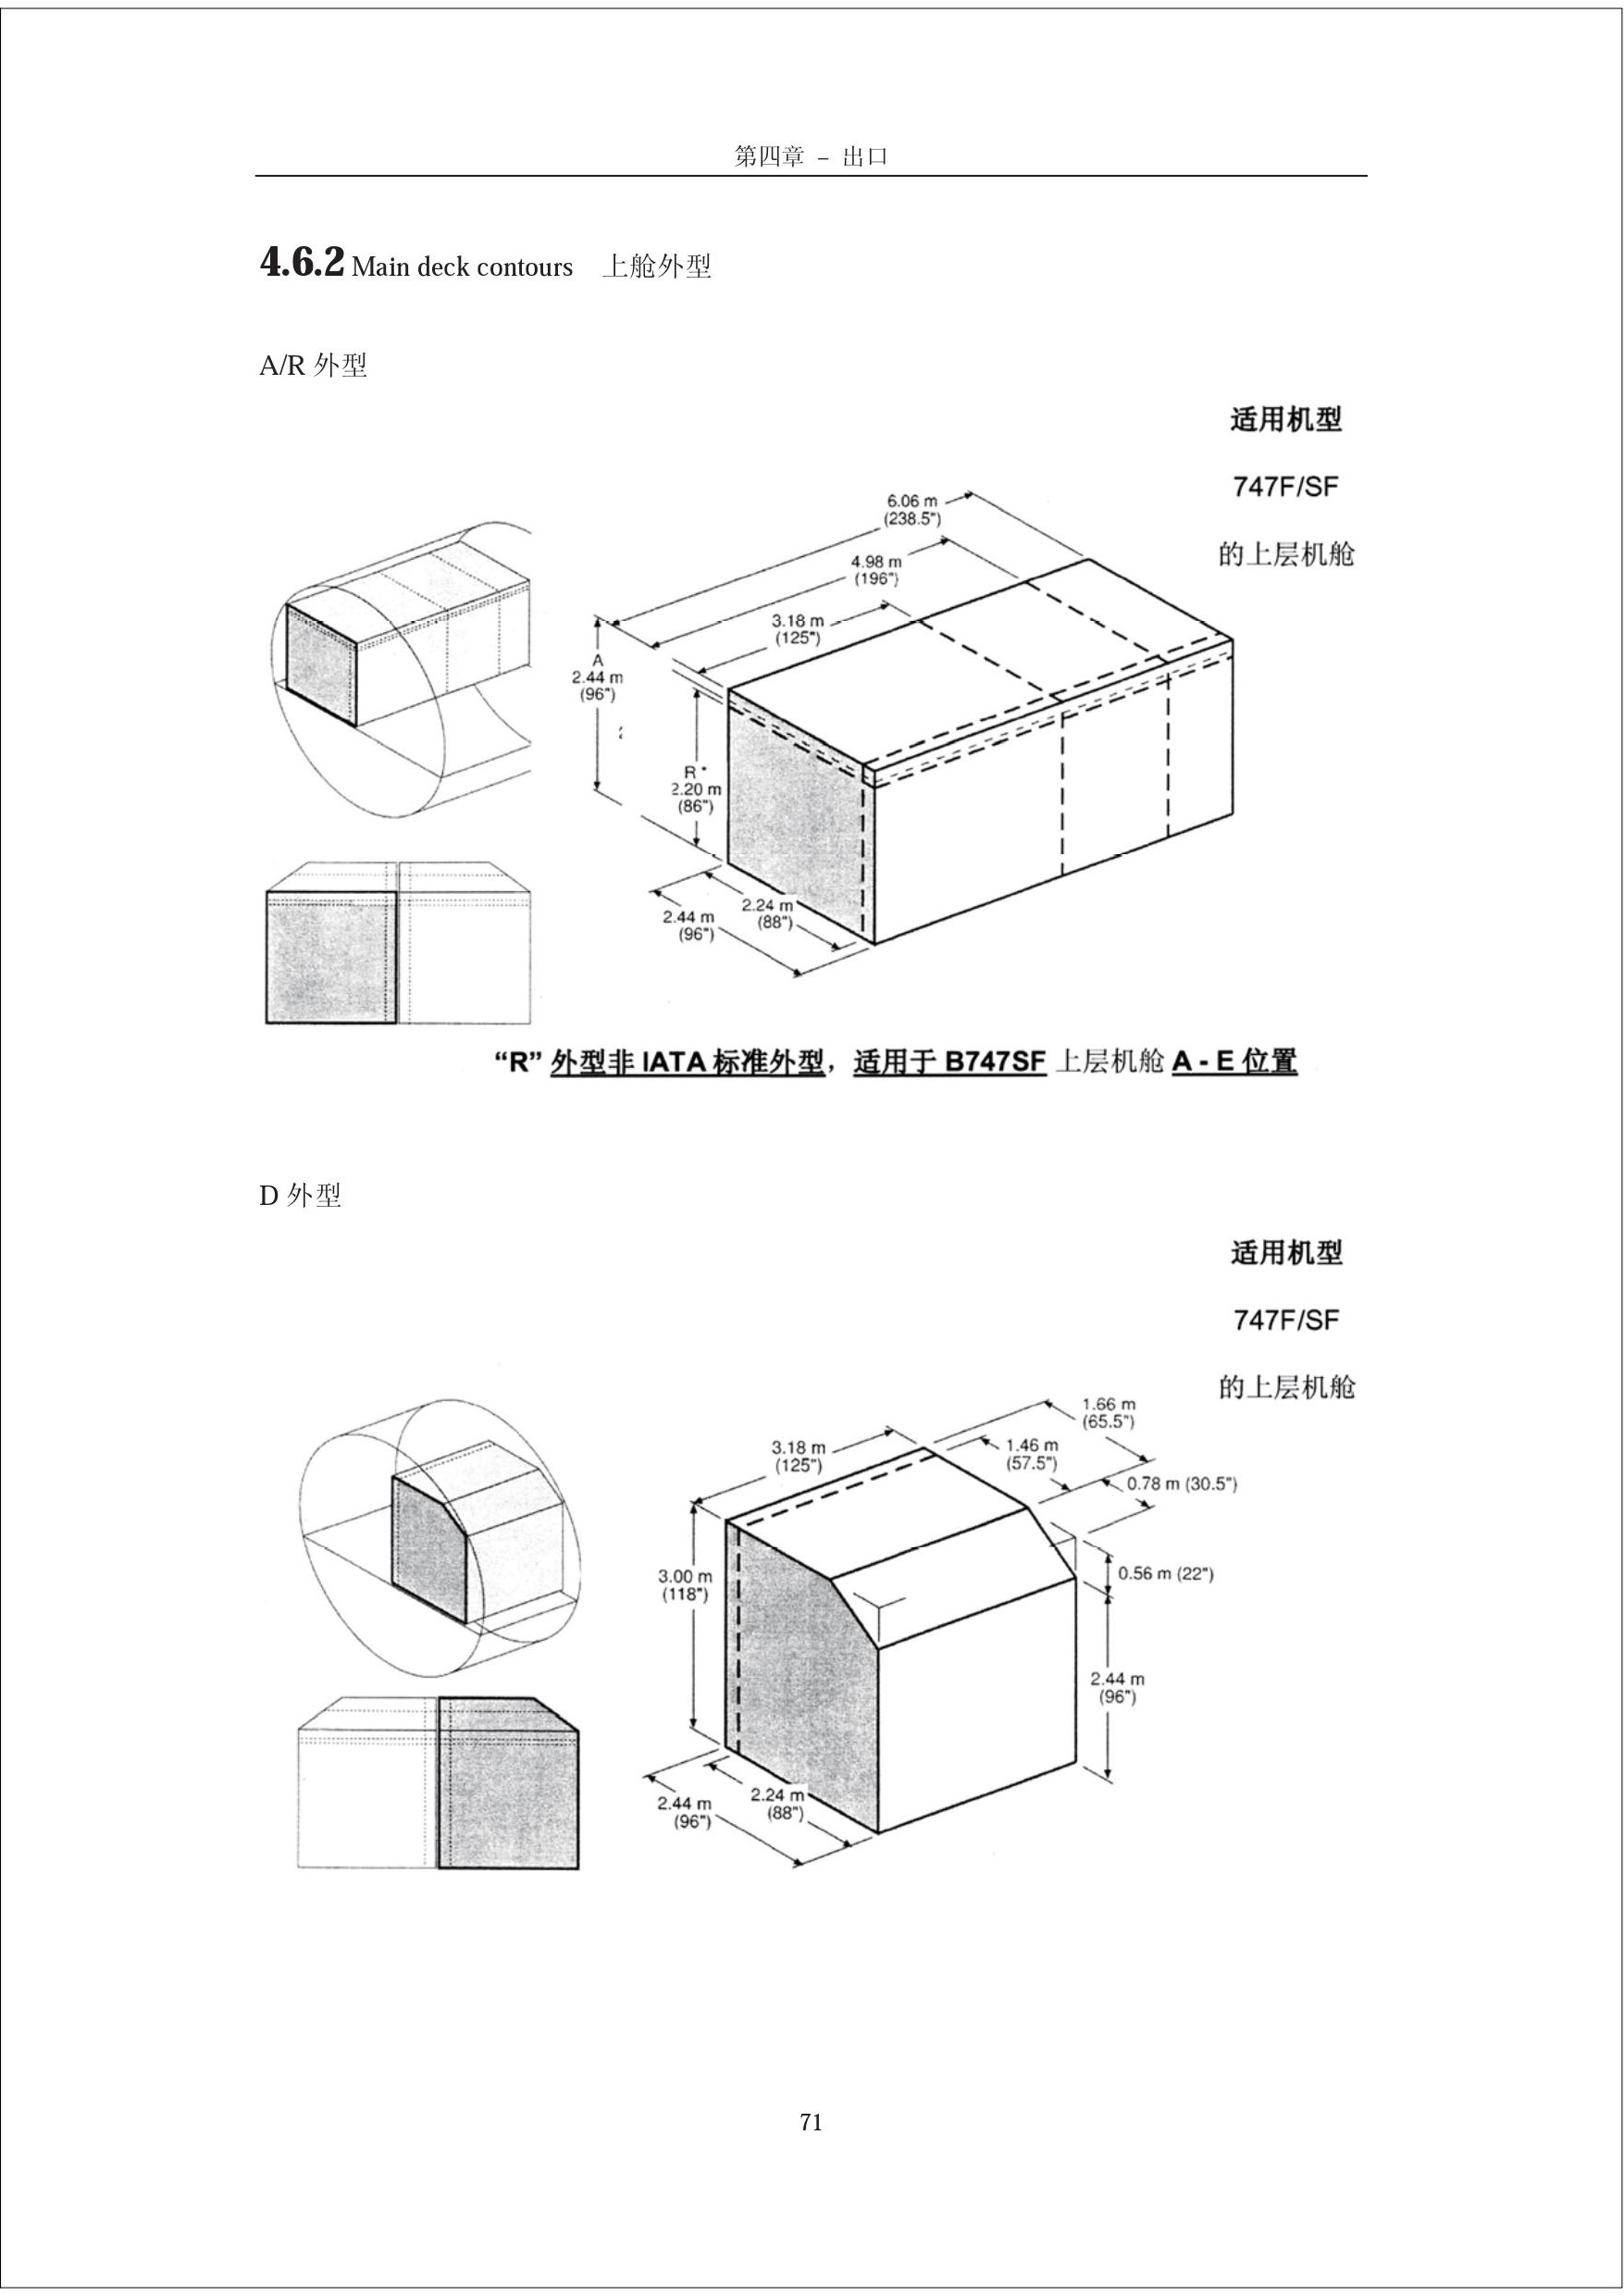 第四章 – 出口
4.6.2 Main deck contours 上舱外型
A/R 外型
适用机型
747F/SF
的上层机舱
6.06 m
(238.5")
4.98 m
(196")
3.18 m
(125")
A
2.44 m
(96")
R *
2.20 m
(86")
2.24 m
(88")
2.44 m
(96")
“R” 外型非 IATA 标准外型，适用于 B747SF 上层机舱 A - E 位置
D 外型
适用机型
747F/SF
的上层机舱
1.66 m
(65.5")
1.46 m
(57.5")
3.18 m
(125")
0.78 m (30.5")
0.56 m (22")
3.00 m
(118")
2.44 m
(96")
2.24 m
(88")
2.44 m
(96")
71